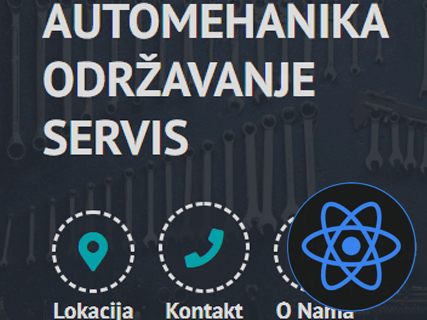 AUTOMEHANIKA
ODRŽAVANJE
SERVIS
Lokacija Kontakt O Nama